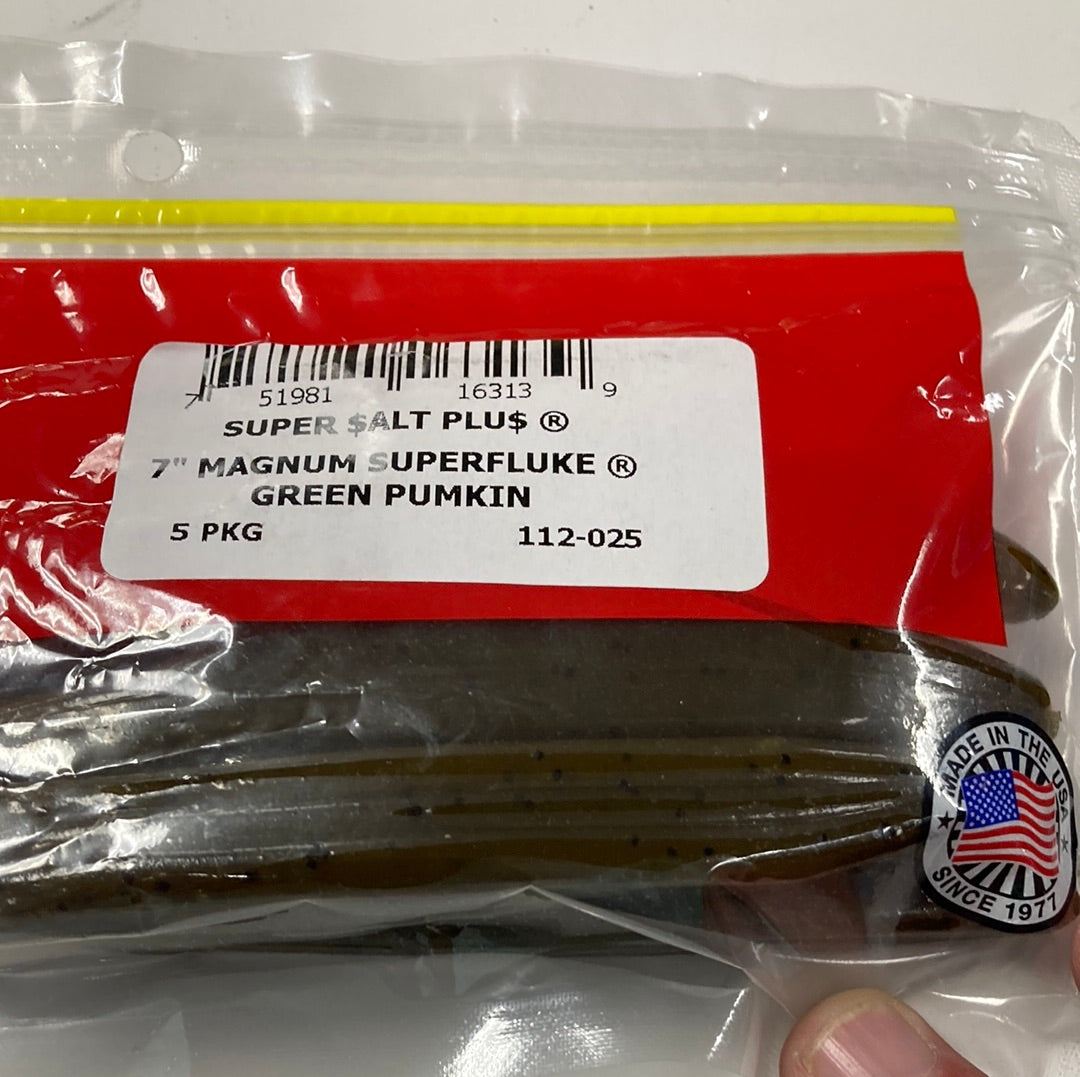 7 51981 16313 9
SUPER $ALT PLU$ ®
7" MAGNUM SUPERFLUKE ®
GREEN PUMKIN
5 PKG 112-025
MADE IN THE USA
SINCE 1977